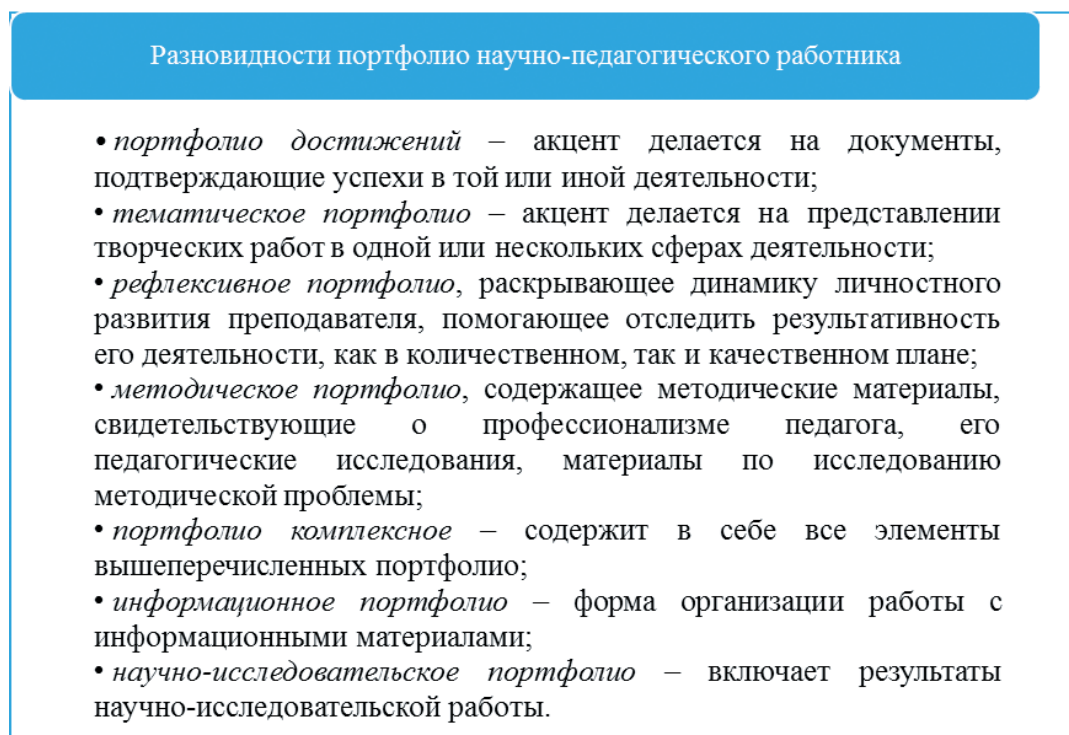 Разновидности портфолио научно-педагогического работника
• портфолио достижений – акцент делается на документы,
подтверждающие успехи в той или иной деятельности;
• тематическое портфолио – акцент делается на представлении
творческих работ в одной или нескольких сферах деятельности;
• рефлексивное портфолио, раскрывающее динамику личностного
развития преподавателя, помогающее отследить результативность
его деятельности, как в количественном, так и качественном плане;
• методическое портфолио, содержащее методические материалы,
свидетельствующие о профессионализме педагога, его
педагогические исследования, материалы по исследованию
методической проблемы;
• портфолио комплексное – содержит в себе все элементы
вышеперечисленных портфолио;
• информационное портфолио – форма организации работы с
информационными материалами;
• научно-исследовательское портфолио – включает результаты
научно-исследовательской работы.